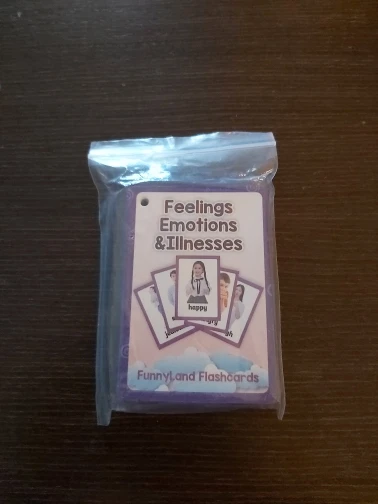 Feelings
Emotions
&Illnesses
happy
FunnyLand Flashcards